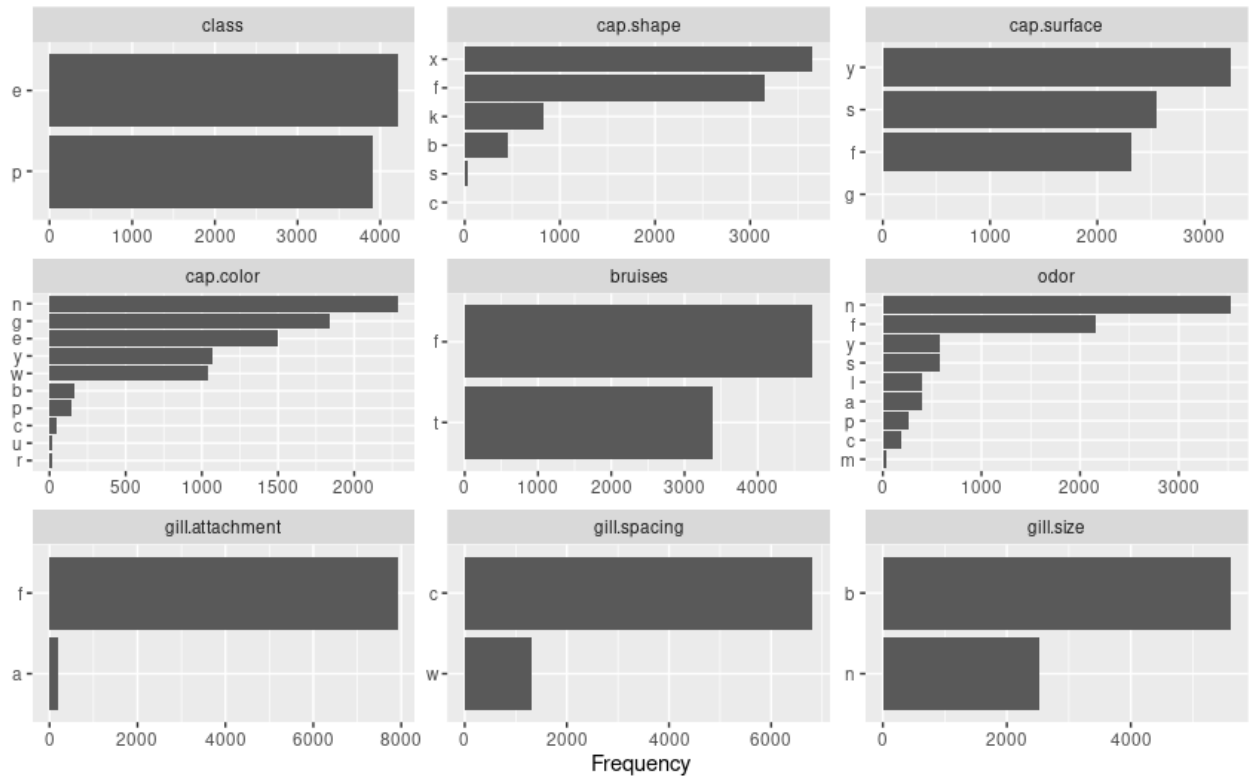 class
e
p
0 1000 2000 3000 4000
cap.shape
x
f
k
b
s
c
0 1000 2000 3000
cap.surface
y
s
f
g
0 1000 2000 3000
cap.color
n
g
e
y
w
b
p
c
u
r
0 500 1000 1500 2000
bruises
f
t
0 1000 2000 3000 4000
odor
n
f
y
s
l
a
p
c
m
0 1000 2000 3000
gill.attachment
f
a
0 2000 4000 6000 8000
gill.spacing
c
w
0 2000 4000 6000
gill.size
b
n
0 2000 4000
Frequency